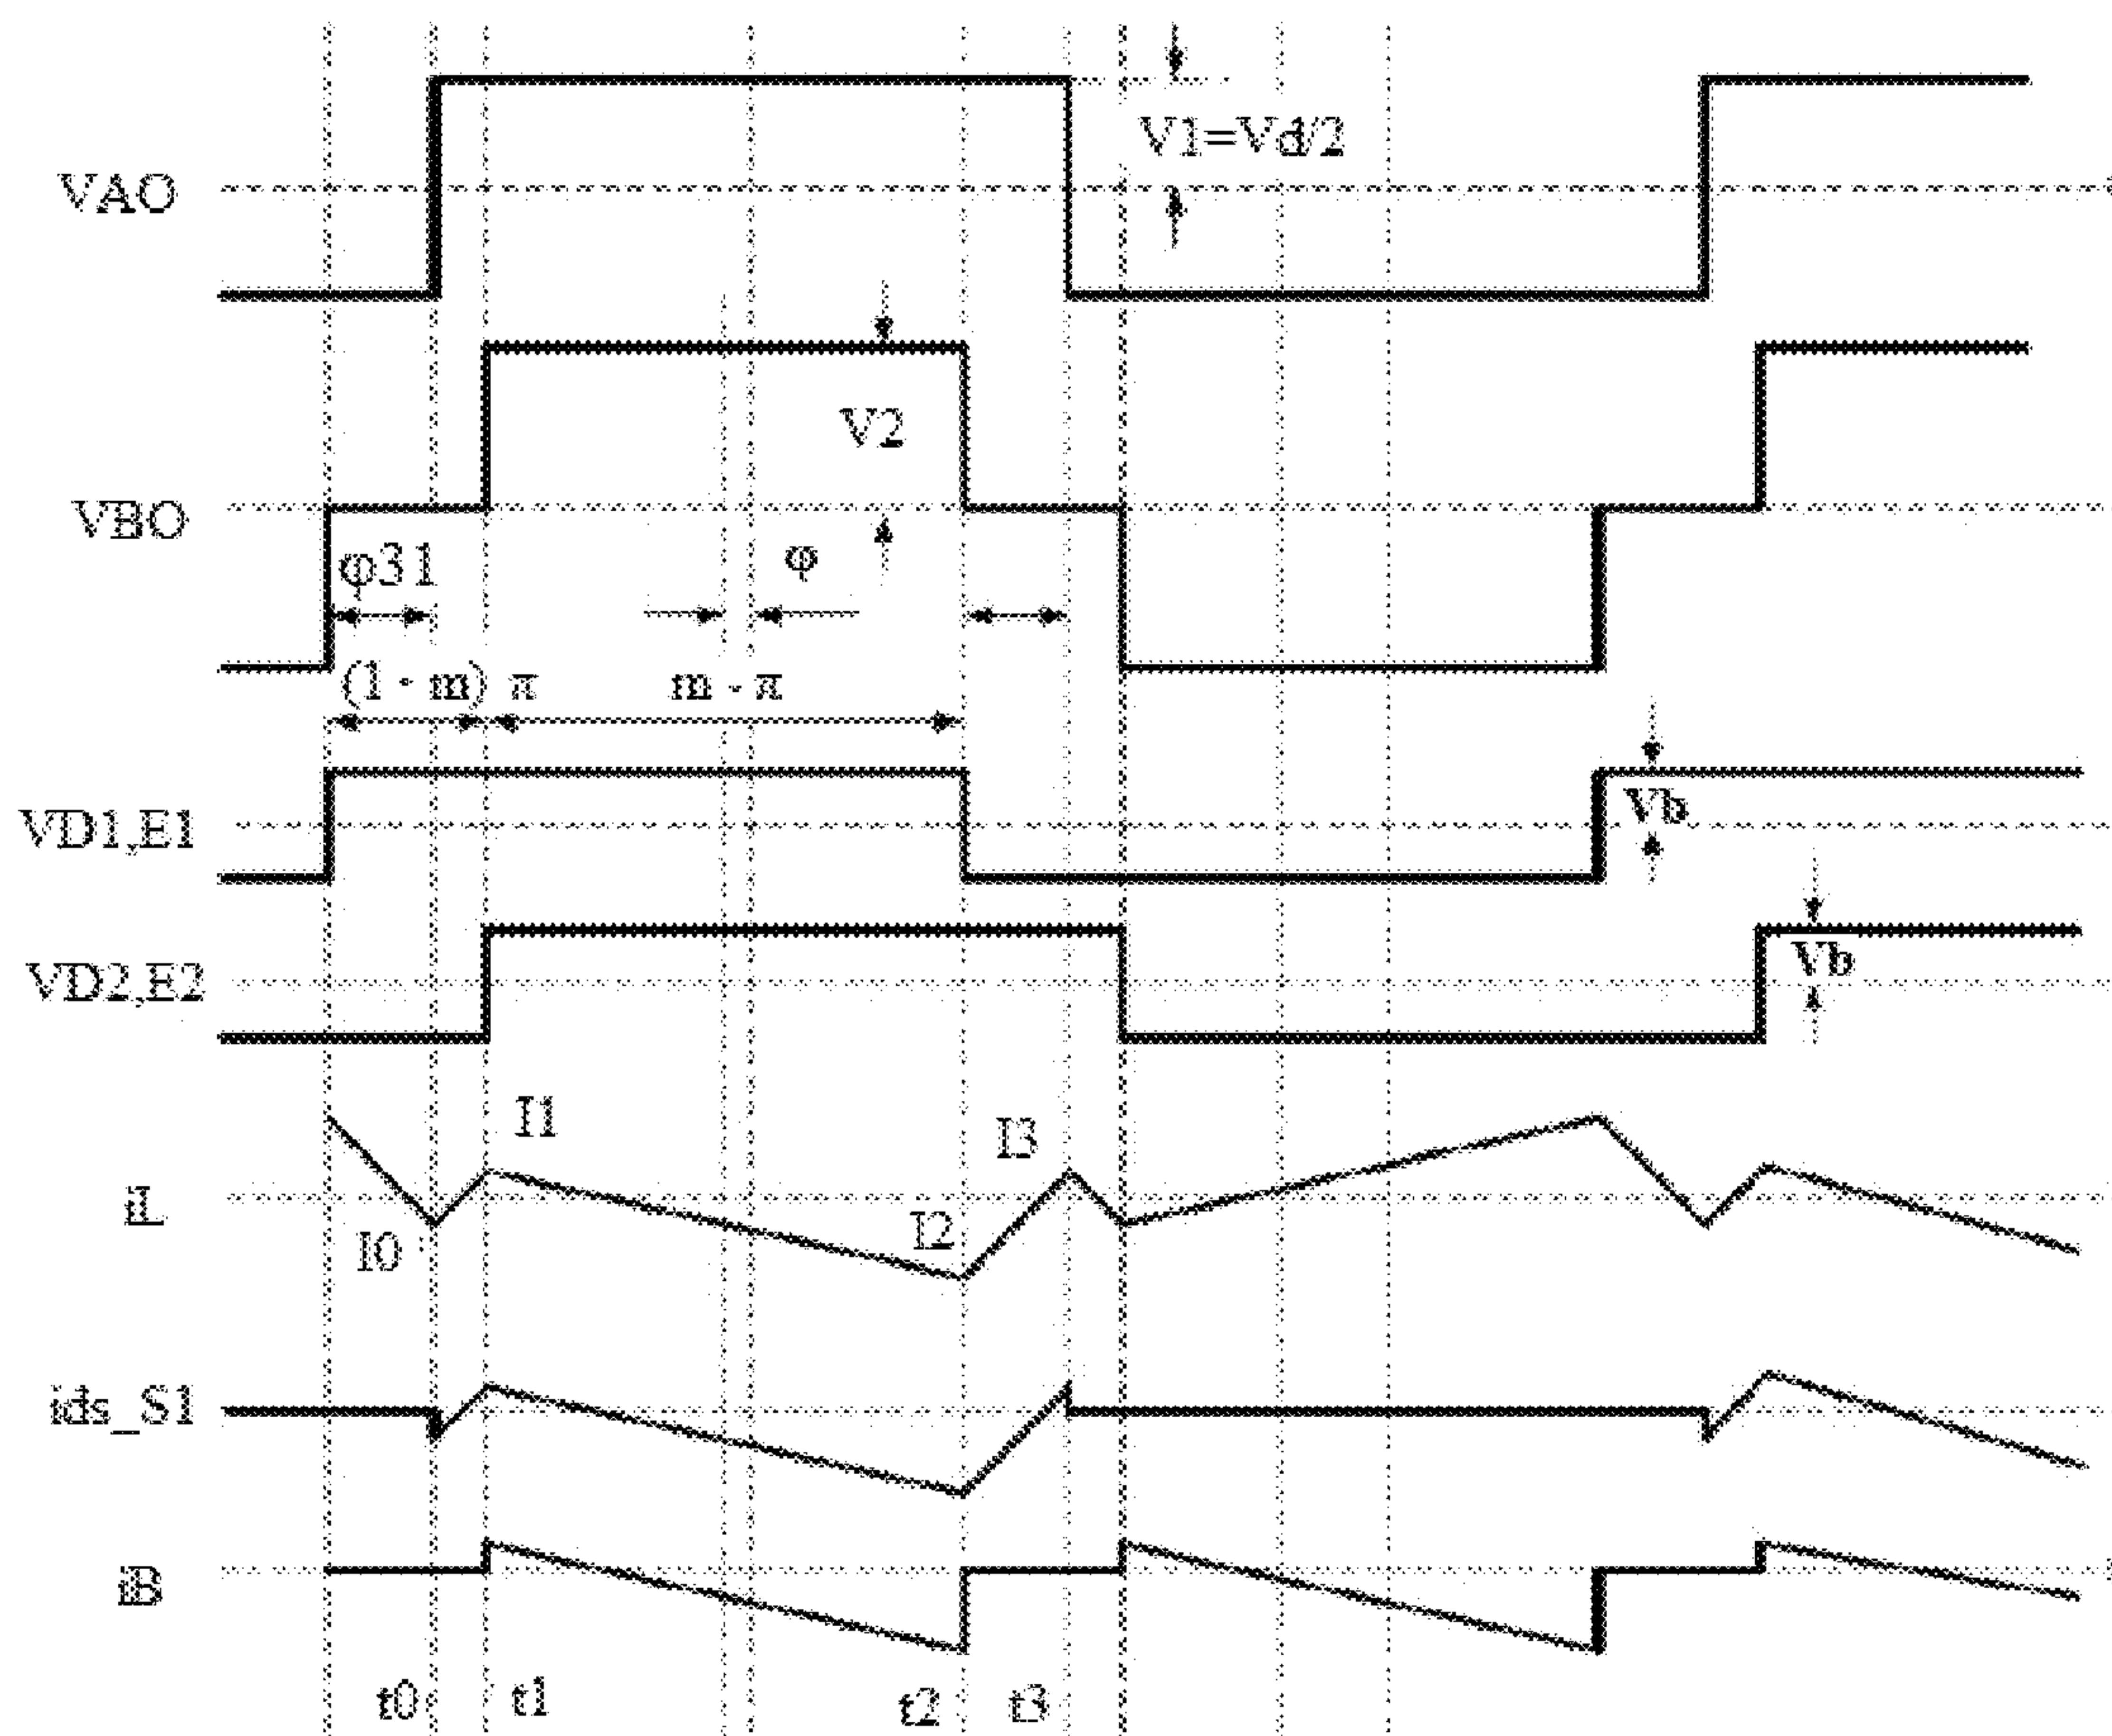 V1=Vd/2
VAO
V2
VBO
φ31
φ
(1 - m) π
m - π
VD1,E1
Vb
VD2,E2
Vb
I1
I3
iL
I0
I2
ids_S1
iB
t0
t1
t2
t3